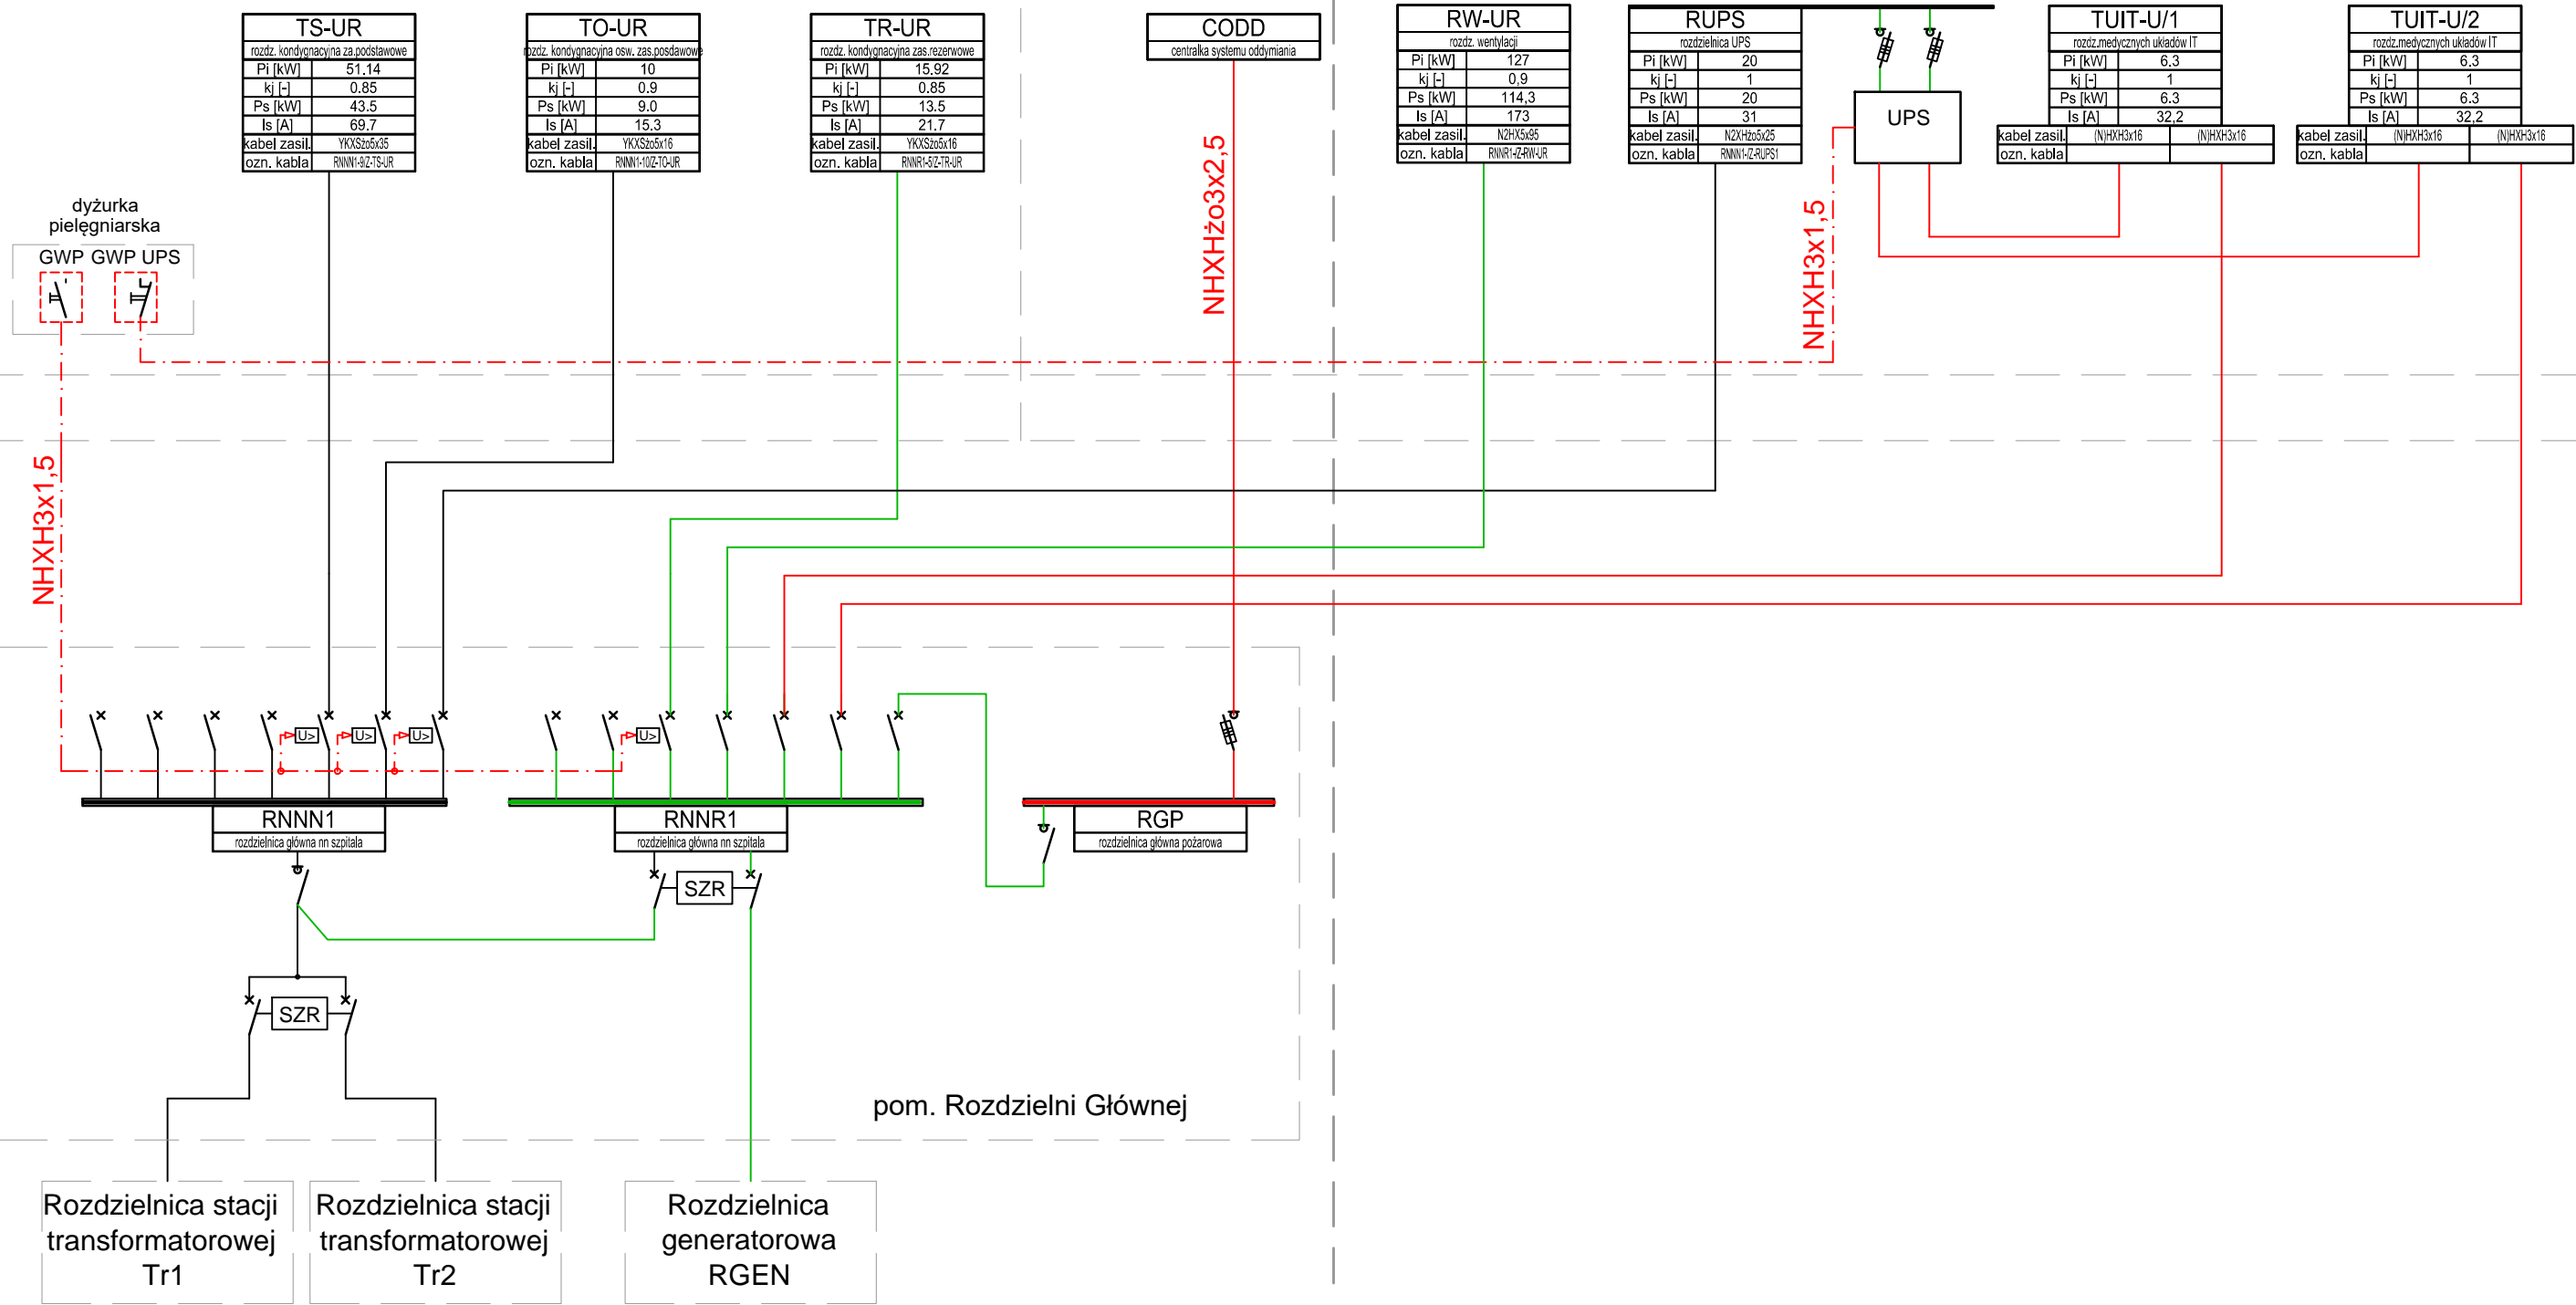 TS-UR
rozdz. kondygnacyjna za.podstawowe
Pi [kW] 51.14
kj [-] 0.85
Ps [kW] 43.5
Is [A] 69.7
kabel zasil. YKXSżo5x35
ozn. kabla RNNN1-9/Z-TS-UR
TO-UR
rozdz. kondygnacyjna osw. zas.posdawowe
Pi [kW] 10
kj [-] 0.9
Ps [kW] 9.0
Is [A] 15.3
kabel zasil. YKXSżo5x16
ozn. kabla RNNN1-10/Z-TO-UR
TR-UR
rozdz. kondygnacyjna zas.rezerwowe
Pi [kW] 15.92
kj [-] 0.85
Ps [kW] 13.5
Is [A] 21.7
kabel zasil. YKXSżo5x16
ozn. kabla RNNR1-5/Z-TR-UR
CODD
centralka systemu oddymiania
RW-UR
rozdz. wentylacji
Pi [kW] 127
kj [-] 0,9
Ps [kW] 114,3
Is [A] 173
kabel zasil. N2HX5x95
ozn. kabla RNNR1-/Z-RW-UR
RUPS
rozdzielnica UPS
Pi [kW] 20
kj [-] 1
Ps [kW] 20
Is [A] 31
kabel zasil. N2XHżo5x25
ozn. kabla RNNN1-/Z-RUPS1
UPS
TUIT-U/1
rozdz.medycznych układów IT
Pi [kW] 6.3
kj [-] 1
Ps [kW] 6.3
Is [A] 32,2
kabel zasil. (N)HXH3x16 (N)HXH3x16
ozn. kabla
TUIT-U/2
rozdz.medycznych układów IT
Pi [kW] 6.3
kj [-] 1
Ps [kW] 6.3
Is [A] 32,2
kabel zasil. (N)HXH3x16 (N)HXH3x16
ozn. kabla
dyżurka
pielęgniarska
GWP GWP UPS
NHXHżo3x2,5
NHXH3x1,5
NHXH3x1,5
U> U> U> U>
RNNN1
rozdzielnica główna nn szpitala
RNNR1
rozdzielnica główna nn szpitala
RGP
rozdzielnica główna pożarowa
SZR
SZR
pom. Rozdzielni Głównej
Rozdzielnica stacji
transformatorowej
Tr1
Rozdzielnica stacji
transformatorowej
Tr2
Rozdzielnica
generatorowa
RGEN